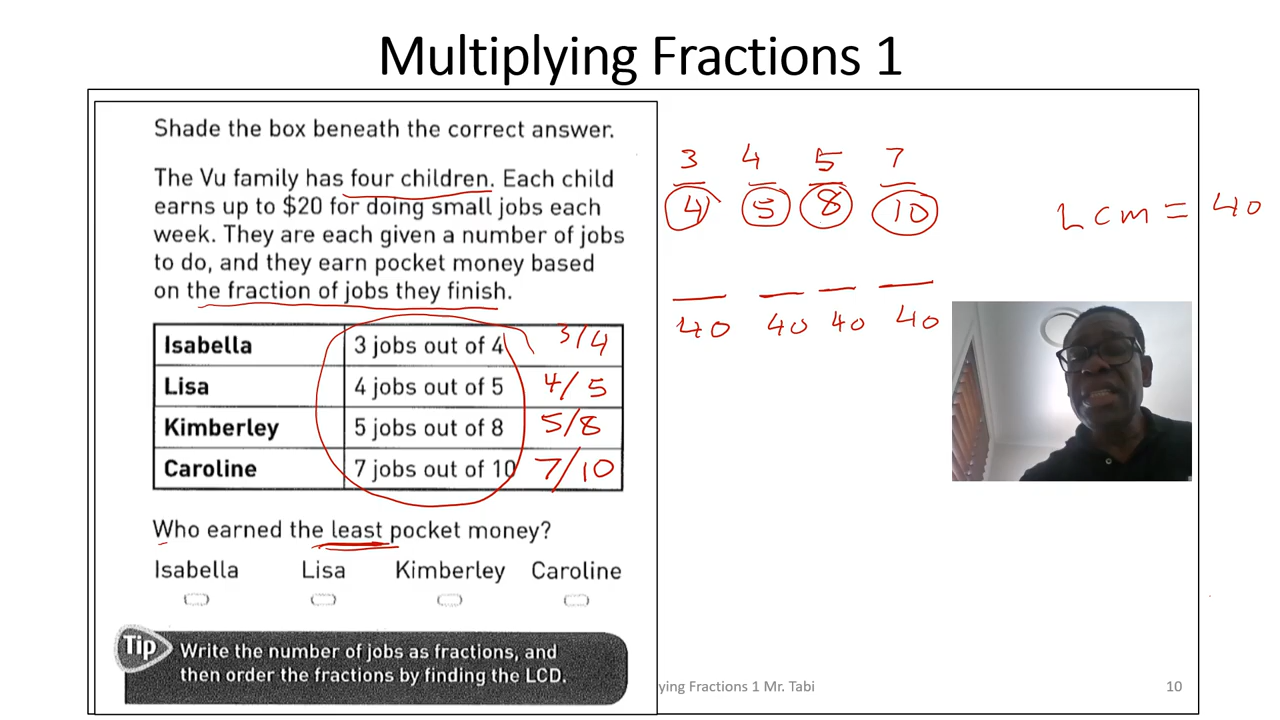 Multiplying Fractions 1
Shade the box beneath the correct answer.
The Vu family has four children. Each child
earns up to $20 for doing small jobs each
week. They are each given a number of jobs
to do, and they earn pocket money based
on the fraction of jobs they finish.
Isabella 3 jobs out of 4 3/4
Lisa 4 jobs out of 5 4/5
Kimberley 5 jobs out of 8 5/8
Caroline 7 jobs out of 10 7/10
Who earned the least pocket money?
Isabella Lisa Kimberley Caroline
Tip Write the number of jobs as fractions, and
then order the fractions by finding the LCD.
3 4 5 7
4 5 8 10
40 40 40 40
Lcm = 40
ying Fractions 1 Mr. Tabi
10